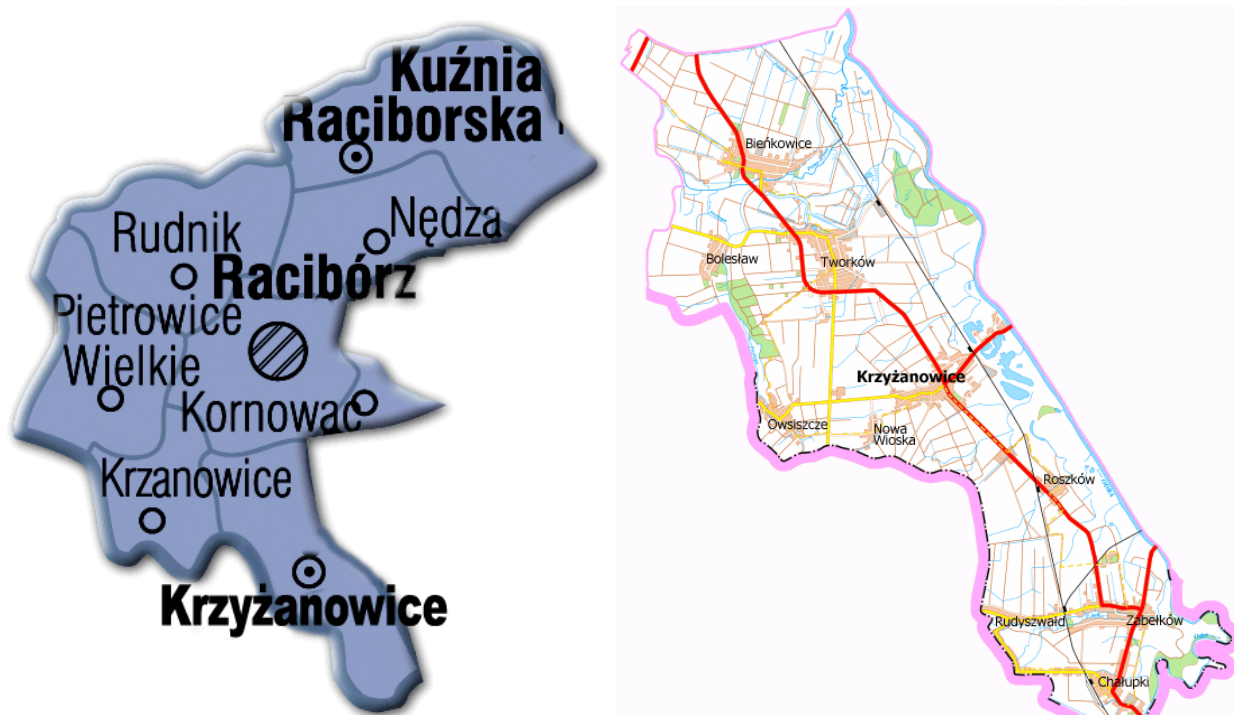 Kuźnia
Raciborska
Nędza
Rudnik
Racibórz
Pietrowice
Wielkie
Kornowac
Krzanowice
Krzyżanowice
Bieńkowice
Bolesław
Tworków
Krzyżanowice
Owsiszcze
Nowa
Wioska
Roszków
Rudyszwałd
Zabełków
Chałupki